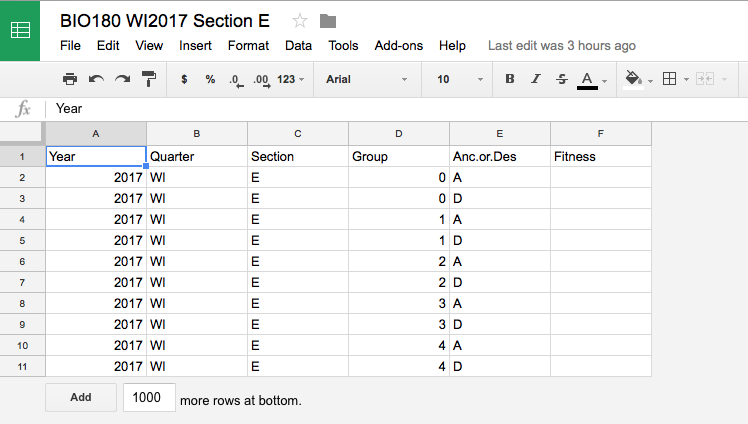 BIO180 WI2017 Section E
File Edit View Insert Format Data Tools Add-ons Help Last edit was 3 hours ago
$ % .0 .00 123 Arial 10 B I S A
fx Year
A B C D E F
1 Year Quarter Section Group Anc.or.Des Fitness
2 2017 WI E 0 A
3 2017 WI E 0 D
4 2017 WI E 1 A
5 2017 WI E 1 D
6 2017 WI E 2 A
7 2017 WI E 2 D
8 2017 WI E 3 A
9 2017 WI E 3 D
10 2017 WI E 4 A
11 2017 WI E 4 D
Add 1000 more rows at bottom.